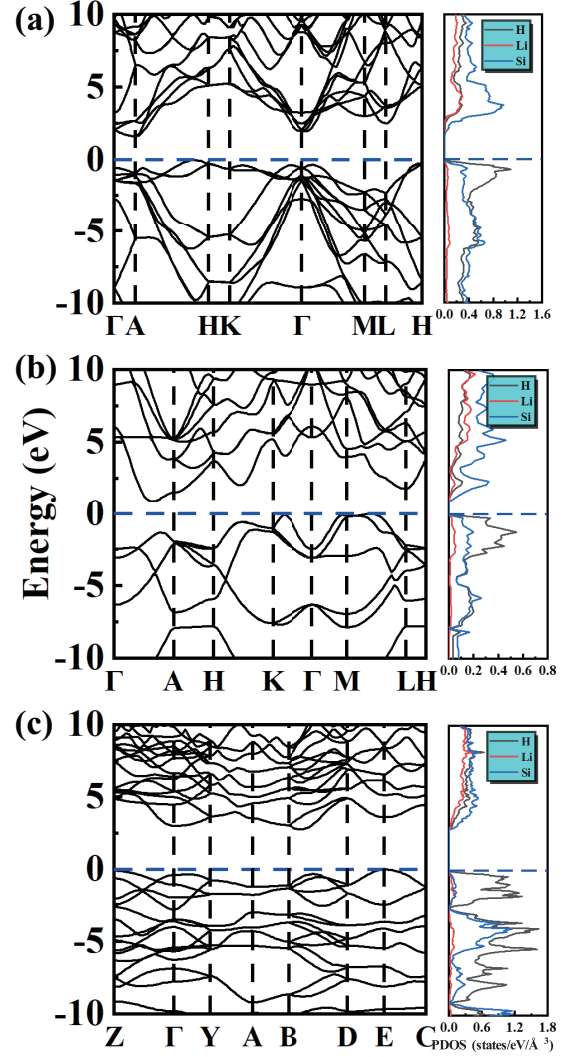 (a)
10
5
0
-5
-10
Γ A H K Γ M L H
H
Li
Si
0.0 0.4 0.8 1.2 1.6
(b)
10
5
0
-5
-10
Γ A H K Γ M L H
H
Li
Si
0.0 0.2 0.4 0.6 0.8
Energy (eV)
(c)
10
5
0
-5
-10
Z Γ Y A B D E C
H
Li
Si
0.0 0.6 1.2 1.8
PDOS (states/eV/Å ³)